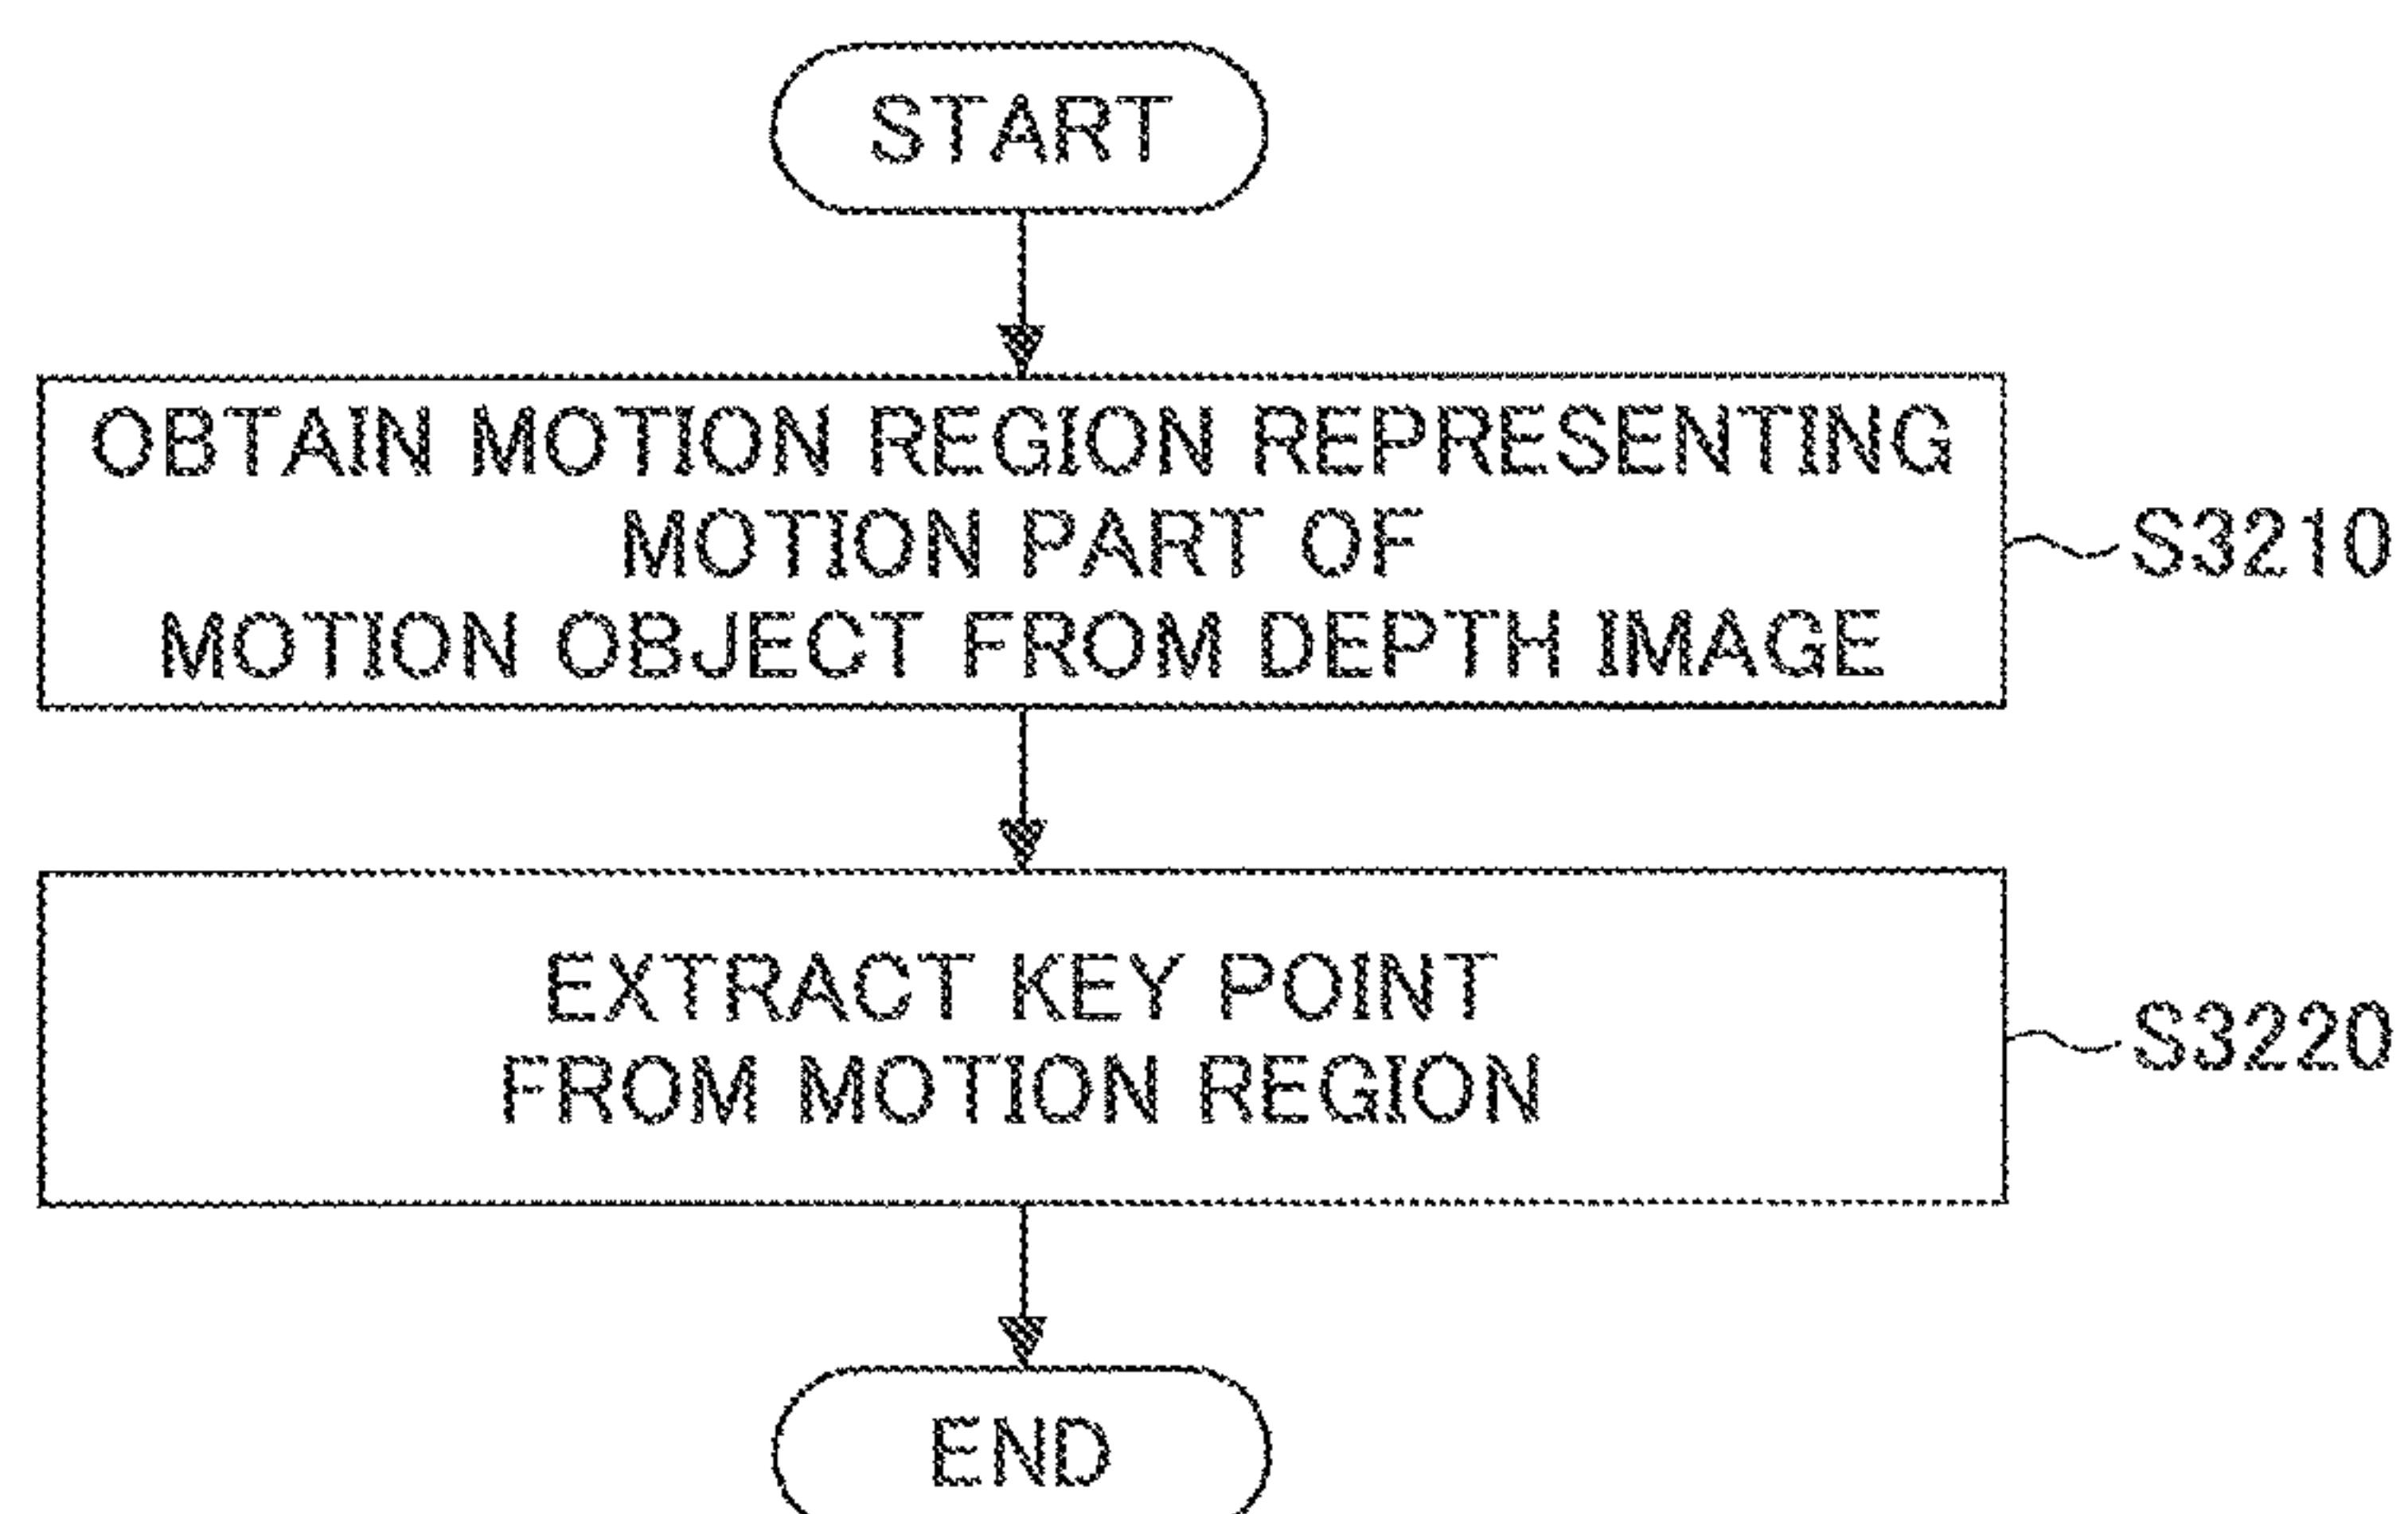 START
OBTAIN MOTION REGION REPRESENTING
MOTION PART OF
MOTION OBJECT FROM DEPTH IMAGE
S3210
EXTRACT KEY POINT
FROM MOTION REGION
S3220
END